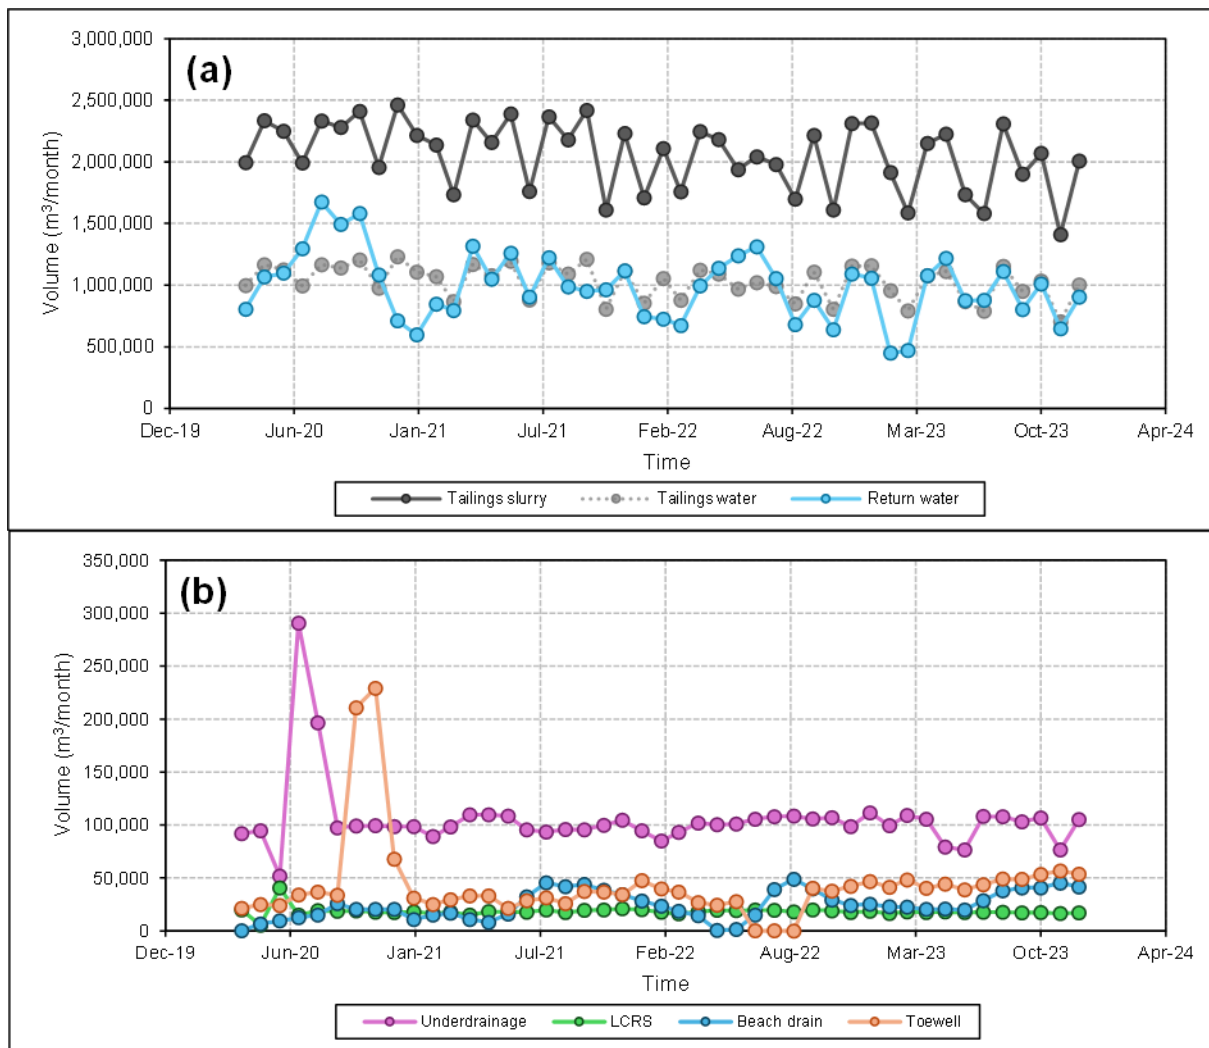 (a)
Volume (m³/month)
3,000,000
2,500,000
2,000,000
1,500,000
1,000,000
500,000
0
Dec-19 Jun-20 Jan-21 Jul-21 Feb-22 Aug-22 Mar-23 Oct-23 Apr-24
Time
Tailings slurry Tailings water Return water
(b)
Volume (m³/month)
350,000
300,000
250,000
200,000
150,000
100,000
50,000
0
Dec-19 Jun-20 Jan-21 Jul-21 Feb-22 Aug-22 Mar-23 Oct-23 Apr-24
Time
Underdrainage LCRS Beach drain Toewell